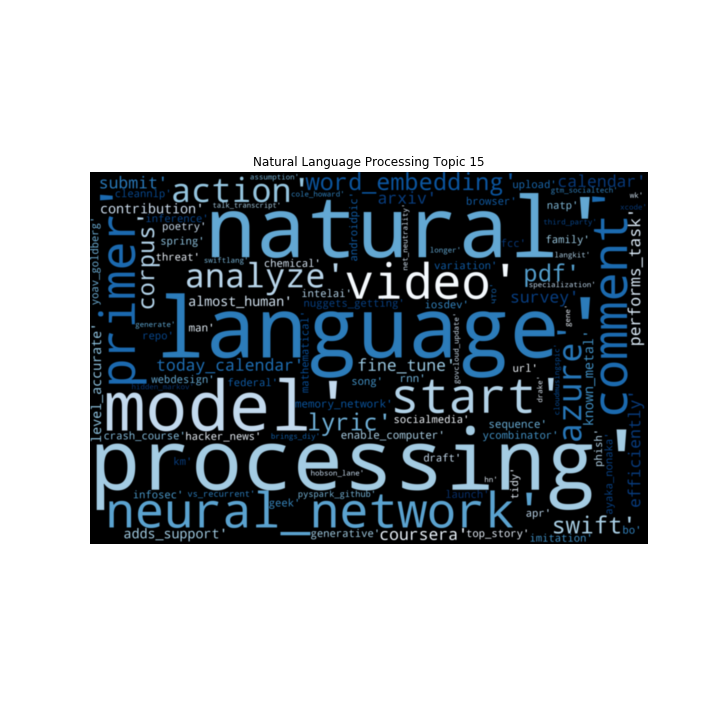 Natural Language Processing Topic 15
submit'
action'
word_embedding'
upload'
calendar'
assumption'
cole_howard'
gtm_socialtech'
cleannlp'
talk_transcript'
arxiv'
browser'
natp'
third_party'
wk'
xcode'
contribution'
natural'
inference'
poetry'
spring'
fcc'
family'
threat'
swiftlang'
chemical'
longer'
langkit'
primer'
corpus'
yoav_goldberg'
androidpic'
net_neutrality'
comment'
performs_task'
analyze'
video'
variation'
pdf'
specialization'
almost_human'
intelai'
nuggets_getting'
iosdev'
survey'
language'
generate'
man'
repo'
mathematical'
govcloud_update'
gene'
azure'
known_metal'
level_accurate'
today_calendar'
fine_tune'
url'
webdesign'
federal'
song'
rnn'
drake'
hidden_markov
model'
start'
memory_network'
lyric'
socialmedia'
sequence'
crash_course'
hacker_news'
brings_diy'
enable_computer'
ycombinator'
processing'
km'
hobson_lane'
draft'
hn'
tidy'
phish'
ayaka_nonaka'
efficiently'
infosec'
vs_recurrent'
pyspark_github'
launch'
geek'
neural_network'
apr'
swift'
bo'
adds_support'
generative'
coursera'
top_story'
imitation'